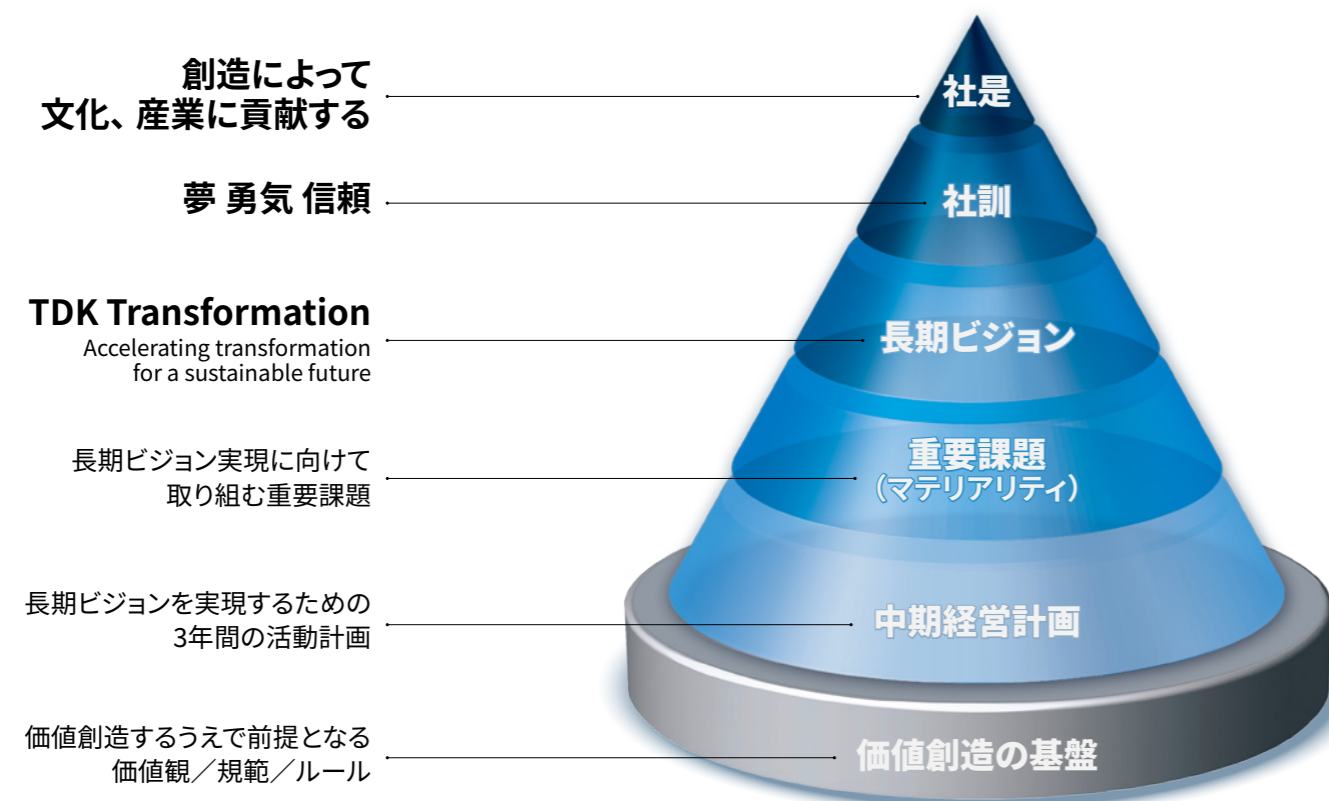 創造によって
文化、産業に貢献する
社是
夢 勇気 信頼
社訓
TDK Transformation
Accelerating transformation
for a sustainable future
長期ビジョン
長期ビジョン実現に向けて
取り組む重要課題
重要課題
（マテリアリティ）
長期ビジョンを実現するための
3年間の活動計画
中期経営計画
価値創造するうえで前提となる
価値観／規範／ルール
価値創造の基盤